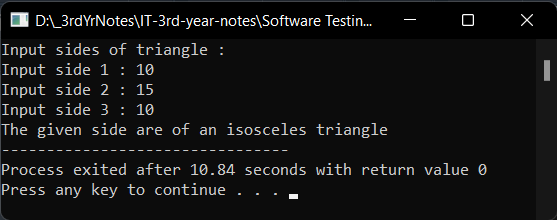 D:\_3rdYrNotes\IT-3rd-year-notes\Software Testin...
Input sides of triangle :
Input side 1 : 10
Input side 2 : 15
Input side 3 : 10
The given side are of an isosceles triangle
--------------------------------
Process exited after 10.84 seconds with return value 0
Press any key to continue . . .